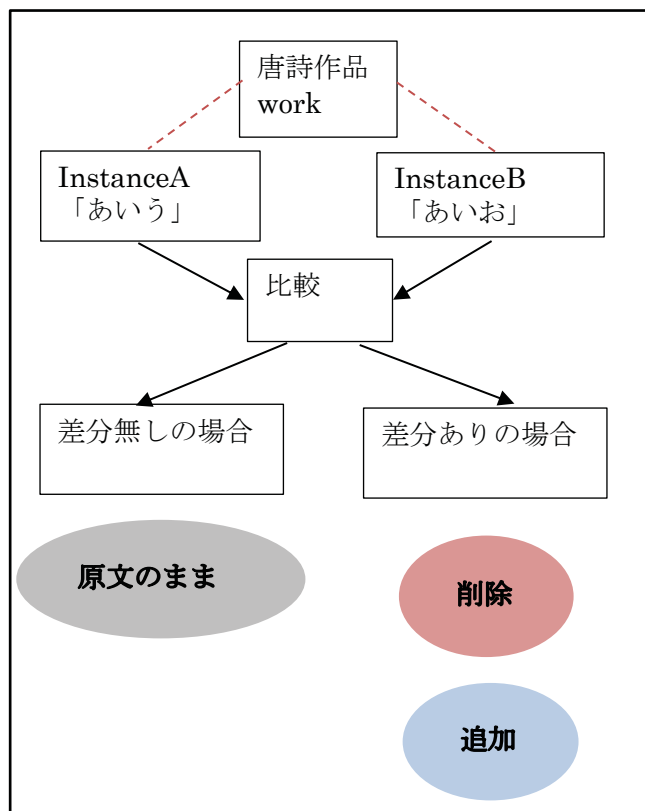 唐詩作品
work
InstanceA
「あいう」
InstanceB
「あいお」
比較
差分無しの場合
差分ありの場合
原文のまま
削除
追加